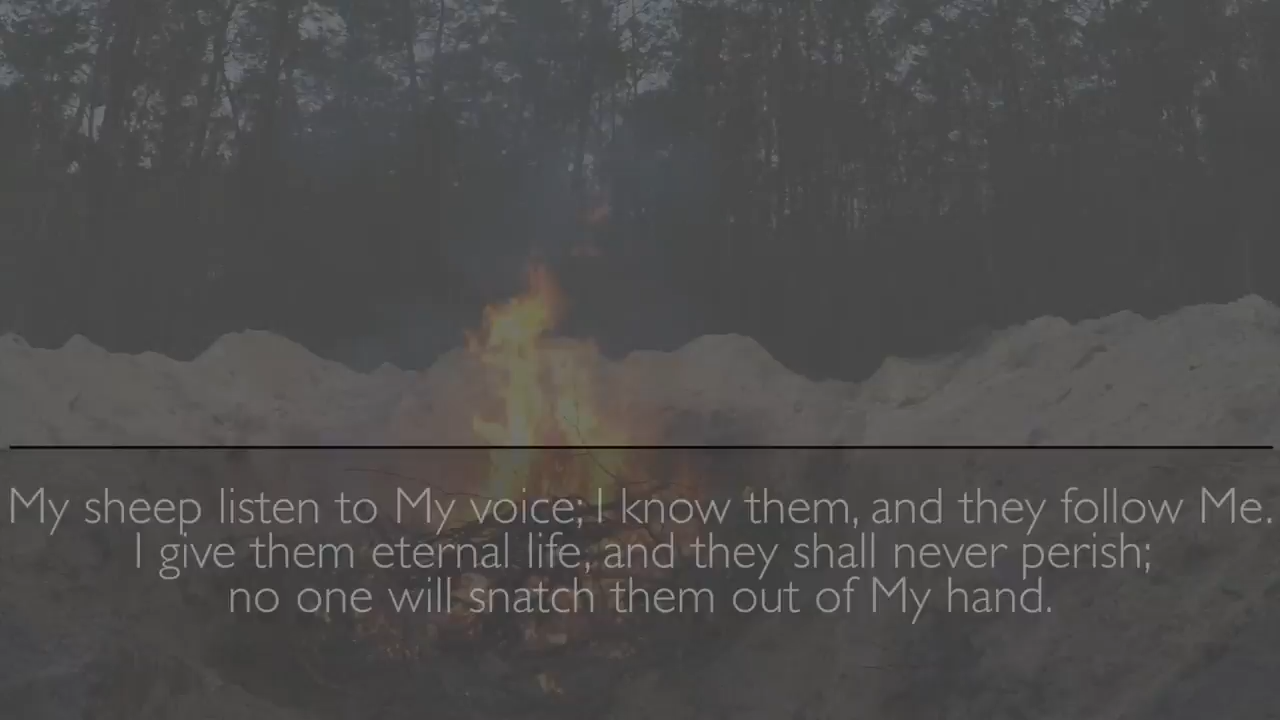 My sheep listen to My voice; I know them, and they follow Me.
I give them eternal life, and they shall never perish;
no one will snatch them out of My hand.